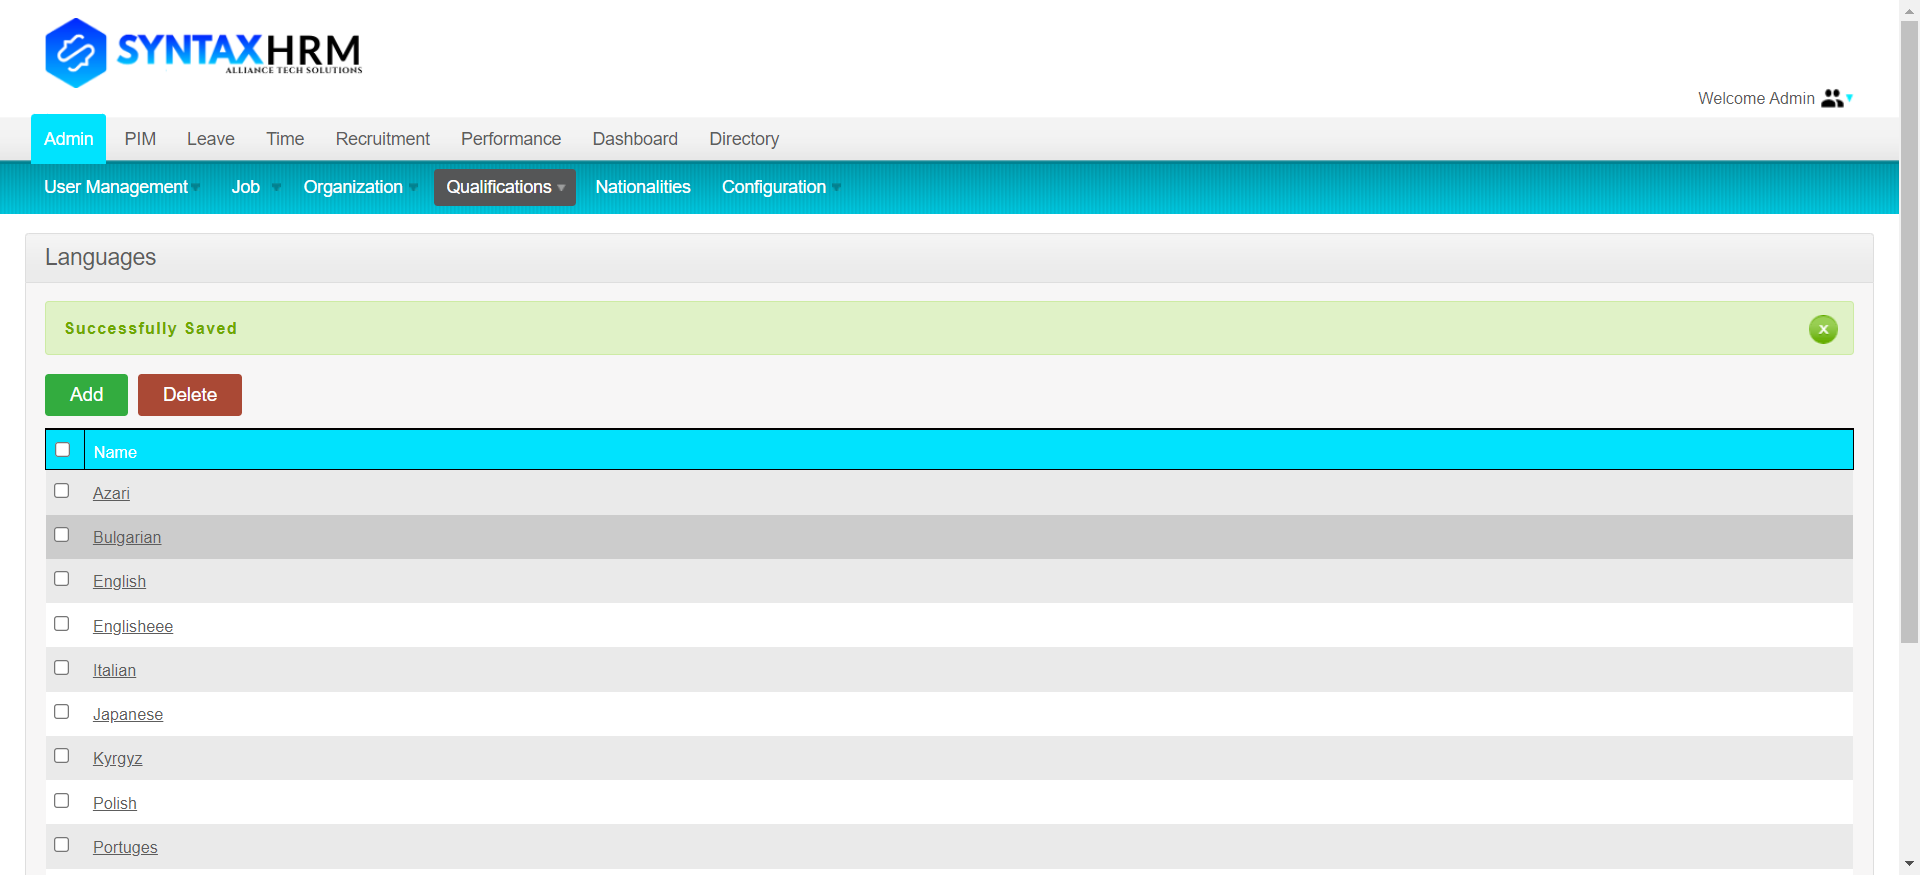 SYNTAXHRM
ALLIANCE TECH SOLUTIONS
Welcome Admin
Admin PIM Leave Time Recruitment Performance Dashboard Directory
User Management Job Organization Qualifications Nationalities Configuration
Languages
Successfully Saved
x
Add Delete
Name
Azari
Bulgarian
English
Englisheee
Italian
Japanese
Kyrgyz
Polish
Portuges